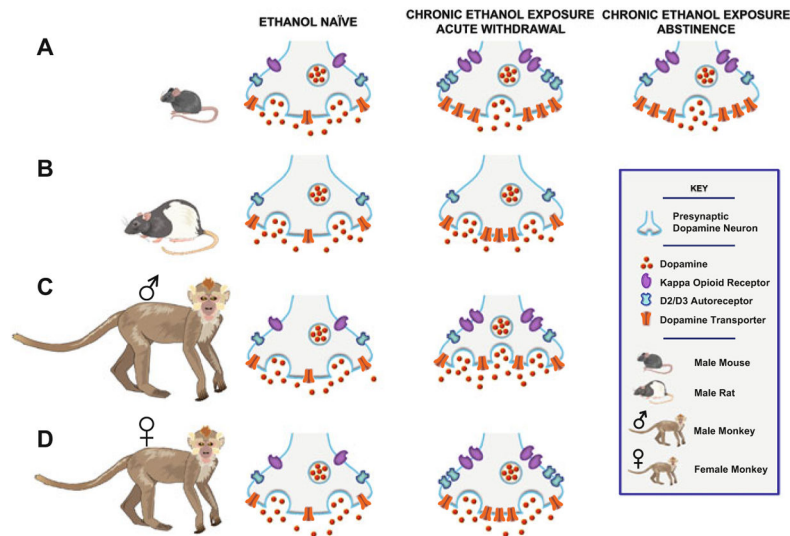 ETHANOL NAÏVE
CHRONIC ETHANOL EXPOSURE
ACUTE WITHDRAWAL
CHRONIC ETHANOL EXPOSURE
ABSTINENCE
A
B
C
♂
D
♀
KEY
Presynaptic
Dopamine Neuron
Dopamine
Kappa Opioid Receptor
D2/D3 Autoreceptor
Dopamine Transporter
Male Mouse
Male Rat
♂ Male Monkey
♀ Female Monkey